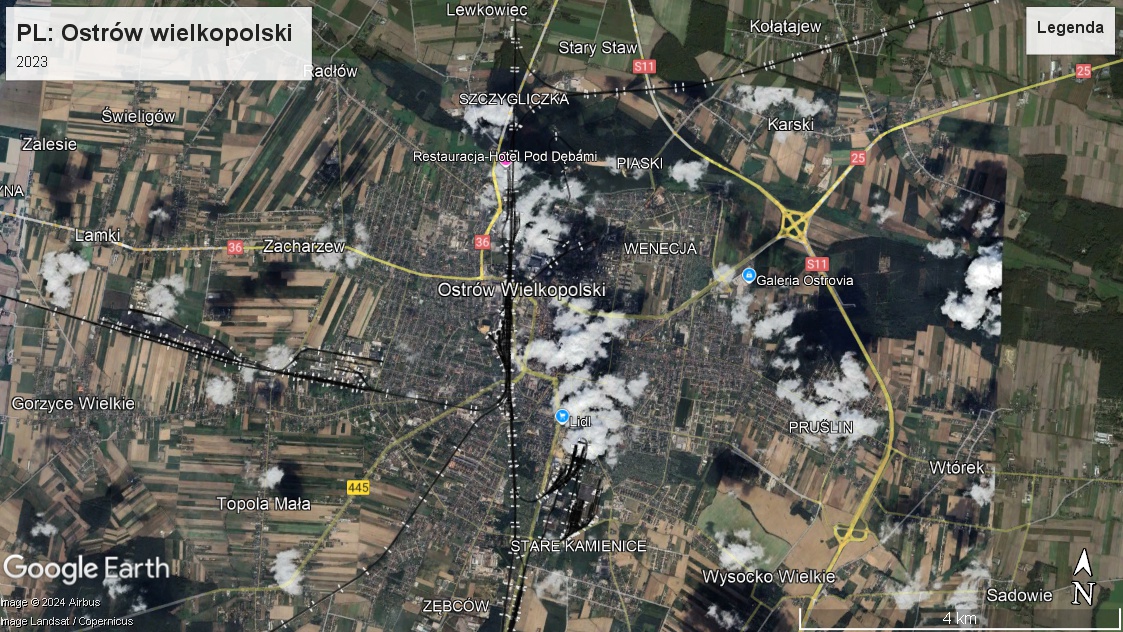 PL: Ostrów wielkopolski
2023
Legenda
Lewkowiec
Kołatajew
Stary Staw
S11
25
Radłów
SZCZYGLICZKA
Świeligów
Karski
Zalesie
Restauracja-Hotel Pod Dębami
PIASKI
25
YNA
Lamki
36
Zacharzew
36
WENECJA
S11
Galeria Ostrovia
Ostrów Wielkopolski
Gorzyce Wielkie
Lidl
PRUŚLIN
Wtórek
445
Topola Mała
STARE KAMIENICE
Google Earth
Wysocko Wielkie
N
Image © 2024 Airbus
ZĘBCÓW
Sadowie
Image Landsat / Copernicus
4 km